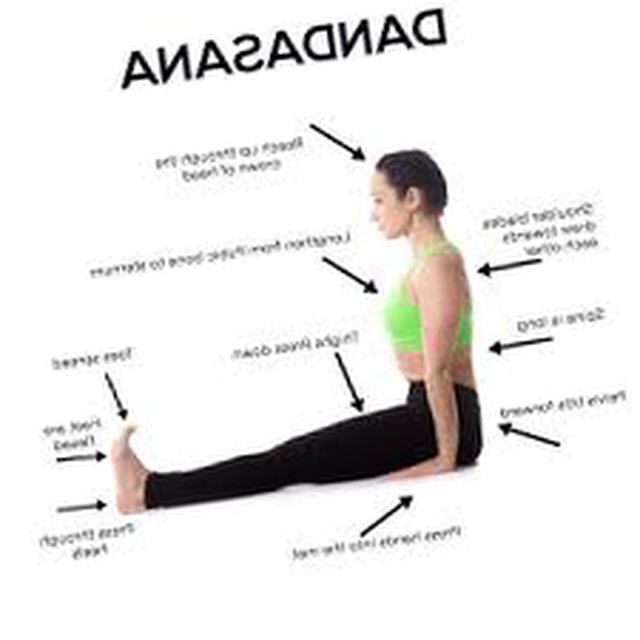 DANDASANA
Reach up through the
crown of head
Shoulder blades
draw towards
each other
Lengthen from Pubic bone to sternum
Spine is long
Thighs Press down
Toes spread
Pelvis tilts forward
Feet are
flexed
Press through
heels
Press hands into the mat